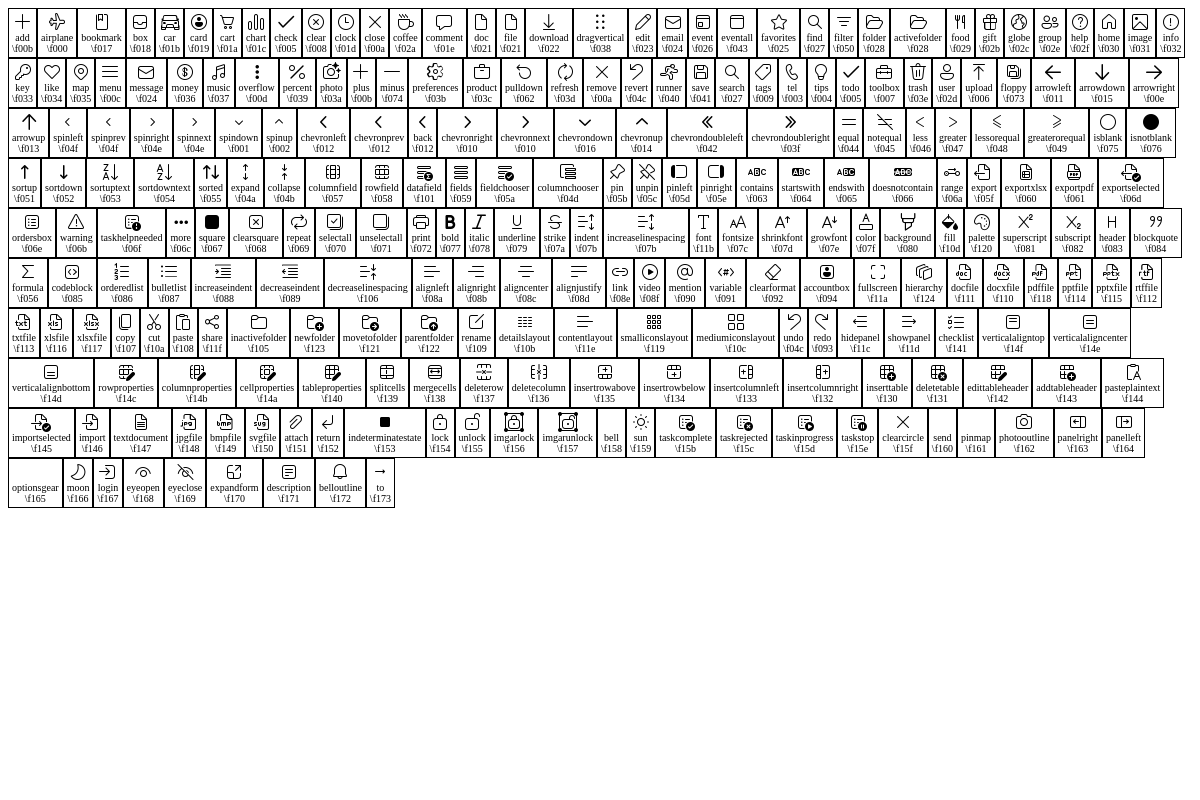 add airplane bookmark box car card cart chart check clear clock close coffee comment doc file download dragvertical edit email event eventall favorites find filter folder activefolder food gift globe group help home image info
\f00b \f000 \f017 \f018 \f01b \f019 \f01a \f01c \f005 \f008 \f01d \f00a \f02a \f01e \f021 \f021 \f022 \f038 \f023 \f024 \f026 \f043 \f025 \f027 \f050 \f028 \f028 \f029 \f02b \f02c \f02e \f02f \f030 \f031 \f032
key like map menu message money music overflow percent photo plus minus preferences product pulldown refresh remove revert runner save search tags tel tips todo toolbox trash user upload floppy arrowleft arrowdown arrowright
\f033 \f034 \f035 \f00c \f024 \f036 \f037 \f00d \f039 \f03a \f00b \f074 \f03b \f03c \f062 \f03d \f00a \f04c \f040 \f041 \f027 \f009 \f003 \f004 \f005 \f007 \f03e \f02d \f006 \f073 \f011 \f015 \f00e
arrowup spinleft spinprev spinright spinnext spindown spinup chevronleft chevronprev back chevronright chevronnext chevrondown chevronup chevrondoubleleft chevrondoubleright equal notequal less greater lessorequal greaterorequal isblank isnotblank
\f013 \f04f \f04f \f04e \f04e \f001 \f002 \f012 \f012 \f012 \f010 \f010 \f016 \f014 \f042 \f03f \f044 \f045 \f046 \f047 \f048 \f049 \f075 \f076
sortup sortdown sortuptext sortdowntext sorted expand collapse columnfield rowfield datafield fields fieldchooser columnchooser pin unpin pinleft pinright contains startswith endswith doesnotcontain range export exportxlsx exportpdf exportselected
\f051 \f052 \f053 \f054 \f055 \f04a \f04b \f057 \f058 \f101 \f059 \f05a \f04d \f05b \f05c \f05d \f05e \f063 \f064 \f065 \f066 \f06a \f05f \f060 \f061 \f06d
ordersbox warning taskhelpneeded more square clearsquare repeat selectall unselectall print bold italic underline strike indent increaselinespacing font fontsize shrinkfont growfont color background fill palette superscript subscript header blockquote
\f06e \f06b \f06f \f06c \f067 \f068 \f069 \f070 \f071 \f072 \f077 \f078 \f079 \f07a \f07b \f07b \f11b \f07c \f07d \f07e \f07f \f080 \f10d \f120 \f081 \f082 \f083 \f084
formula codeblock orderedlist bulletlist increaseindent decreaseindent decreaselinespacing alignleft alignright aligncenter alignjustify link video mention variable clearformat accountbox fullscreen hierarchy docfile docxfile pdffile pptfile pptxfile rtffile
\f056 \f085 \f086 \f087 \f088 \f089 \f106 \f08a \f08b \f08c \f08d \f08e \f08f \f090 \f091 \f092 \f094 \f11a \f124 \f111 \f110 \f118 \f114 \f115 \f112
txtfile xlsfile xlsxfile copy cut paste share inactivefolder newfolder movetofolder parentfolder rename detailslayout contentlayout smalliconslayout mediumiconslayout undo redo hidepanel showpanel checklist verticalaligntop verticalaligncenter
\f113 \f116 \f117 \f107 \f10a \f108 \f11f \f105 \f123 \f121 \f122 \f109 \f10b \f11e \f119 \f10c \f04c \f093 \f11c \f11d \f141 \f14f \f14e
verticalalignbottom rowproperties columnproperties cellproperties tableproperties splitcells mergecells deleterow deletecolumn insertrowabove insertrowbelow insertcolumnleft insertcolumnright inserttable deletetable edittableheader addtableheader pasteplaintext
\f14d \f14c \f14b \f14a \f140 \f139 \f138 \f137 \f136 \f135 \f134 \f133 \f132 \f130 \f131 \f142 \f143 \f144
importselected import textdocument jpgfile bmpfile svgfile attach return indeterminatestate lock unlock imgarlock imgarunlock bell sun taskcomplete taskrejected taskinprogress taskstop clearcircle send pinmap photooutline panelright panelleft
\f145 \f146 \f147 \f148 \f149 \f150 \f151 \f152 \f153 \f154 \f155 \f156 \f157 \f158 \f159 \f15b \f15c \f15d \f15e \f15f \f160 \f161 \f162 \f163 \f164
optionsgear moon login eyeopen eyeclose expandform description belloutline to
\f165 \f166 \f167 \f168 \f169 \f170 \f171 \f172 \f173